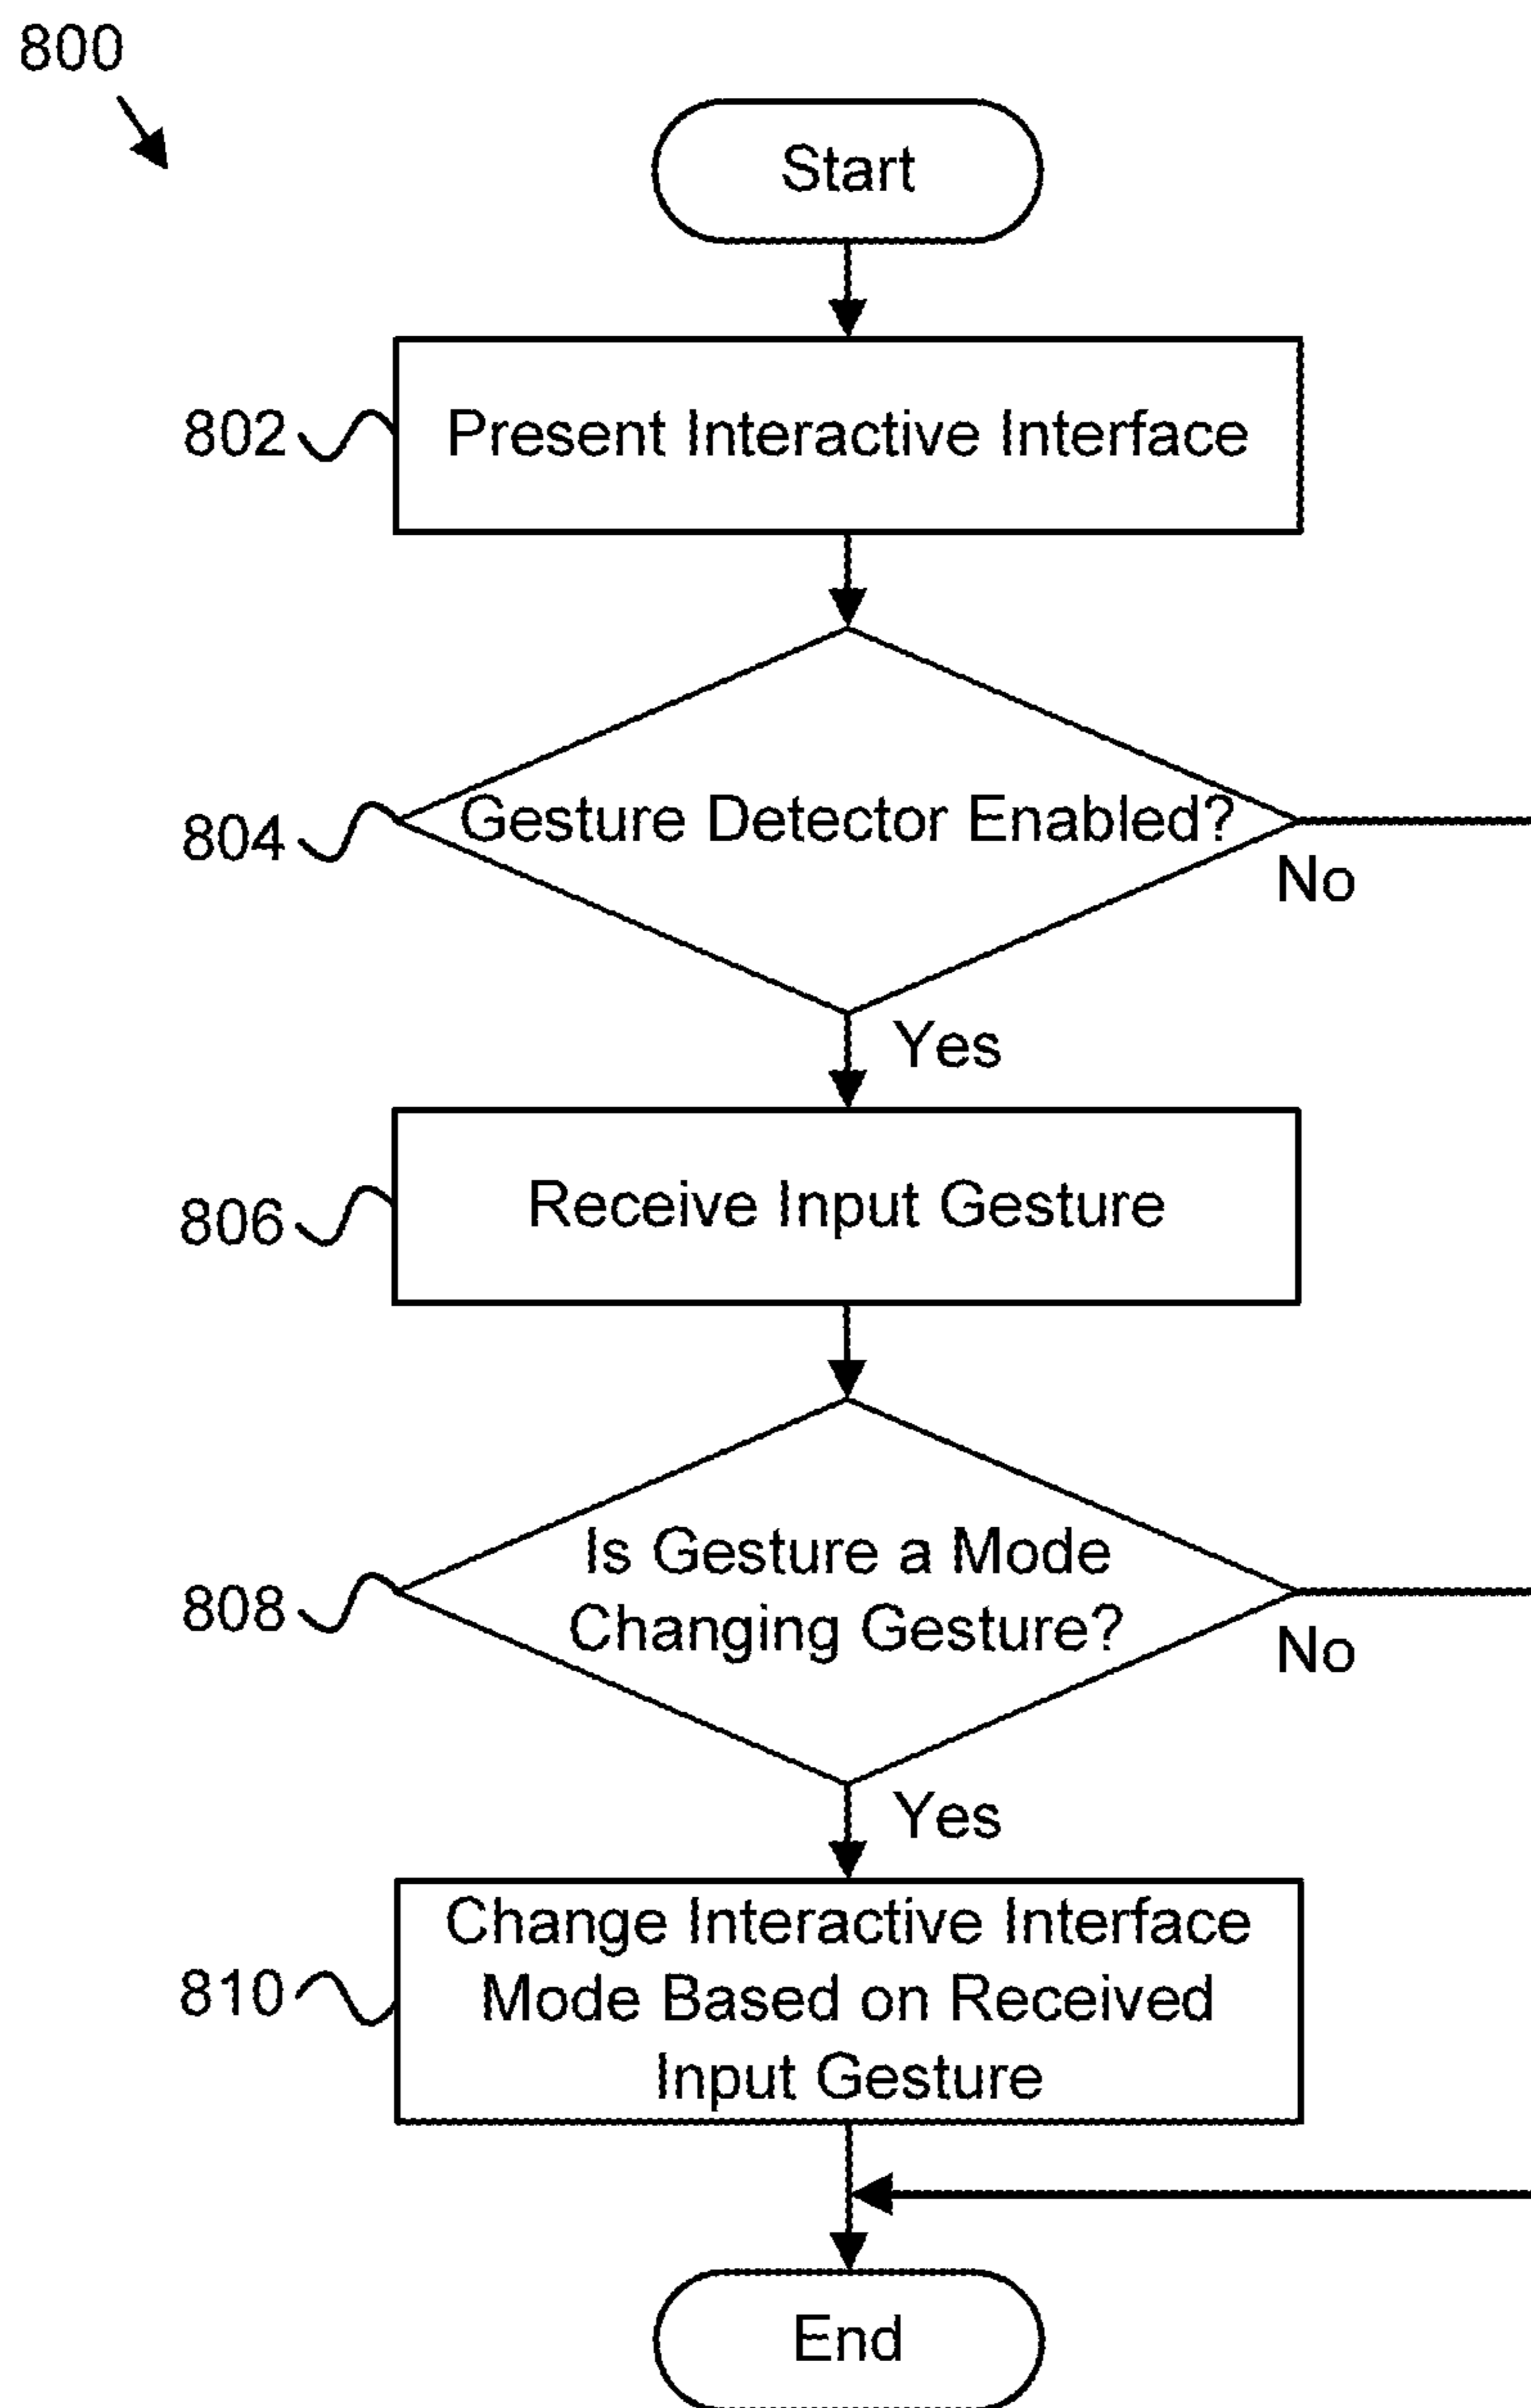 800
Start
802
Present Interactive Interface
804
Gesture Detector Enabled?
No
Yes
806
Receive Input Gesture
808
Is Gesture a Mode
Changing Gesture?
No
Yes
810
Change Interactive Interface
Mode Based on Received
Input Gesture
End